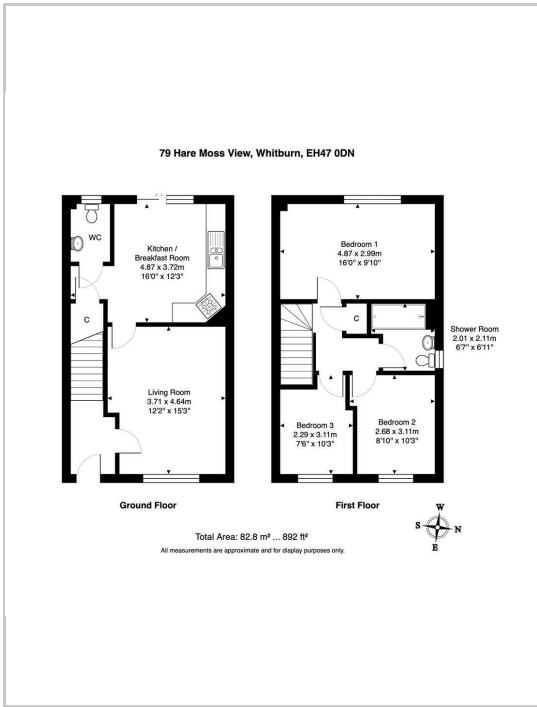 79 Hare Moss View, Whitburn, EH47 0DN
WC
Kitchen /
Breakfast Room
4.87 x 3.72m
16'0" x 12'3"
C
Living Room
3.71 x 4.64m
12'2" x 15'3"
Ground Floor
Bedroom 1
4.87 x 2.99m
16'0" x 9'10"
C
Shower Room
2.01 x 2.11m
6'7" x 6'11"
Bedroom 3
2.29 x 3.11m
7'6" x 10'3"
Bedroom 2
2.68 x 3.11m
8'10" x 10'3"
First Floor
W
S
N
E
Total Area: 82.8 m² ... 892 ft²
All measurements are approximate and for display purposes only.